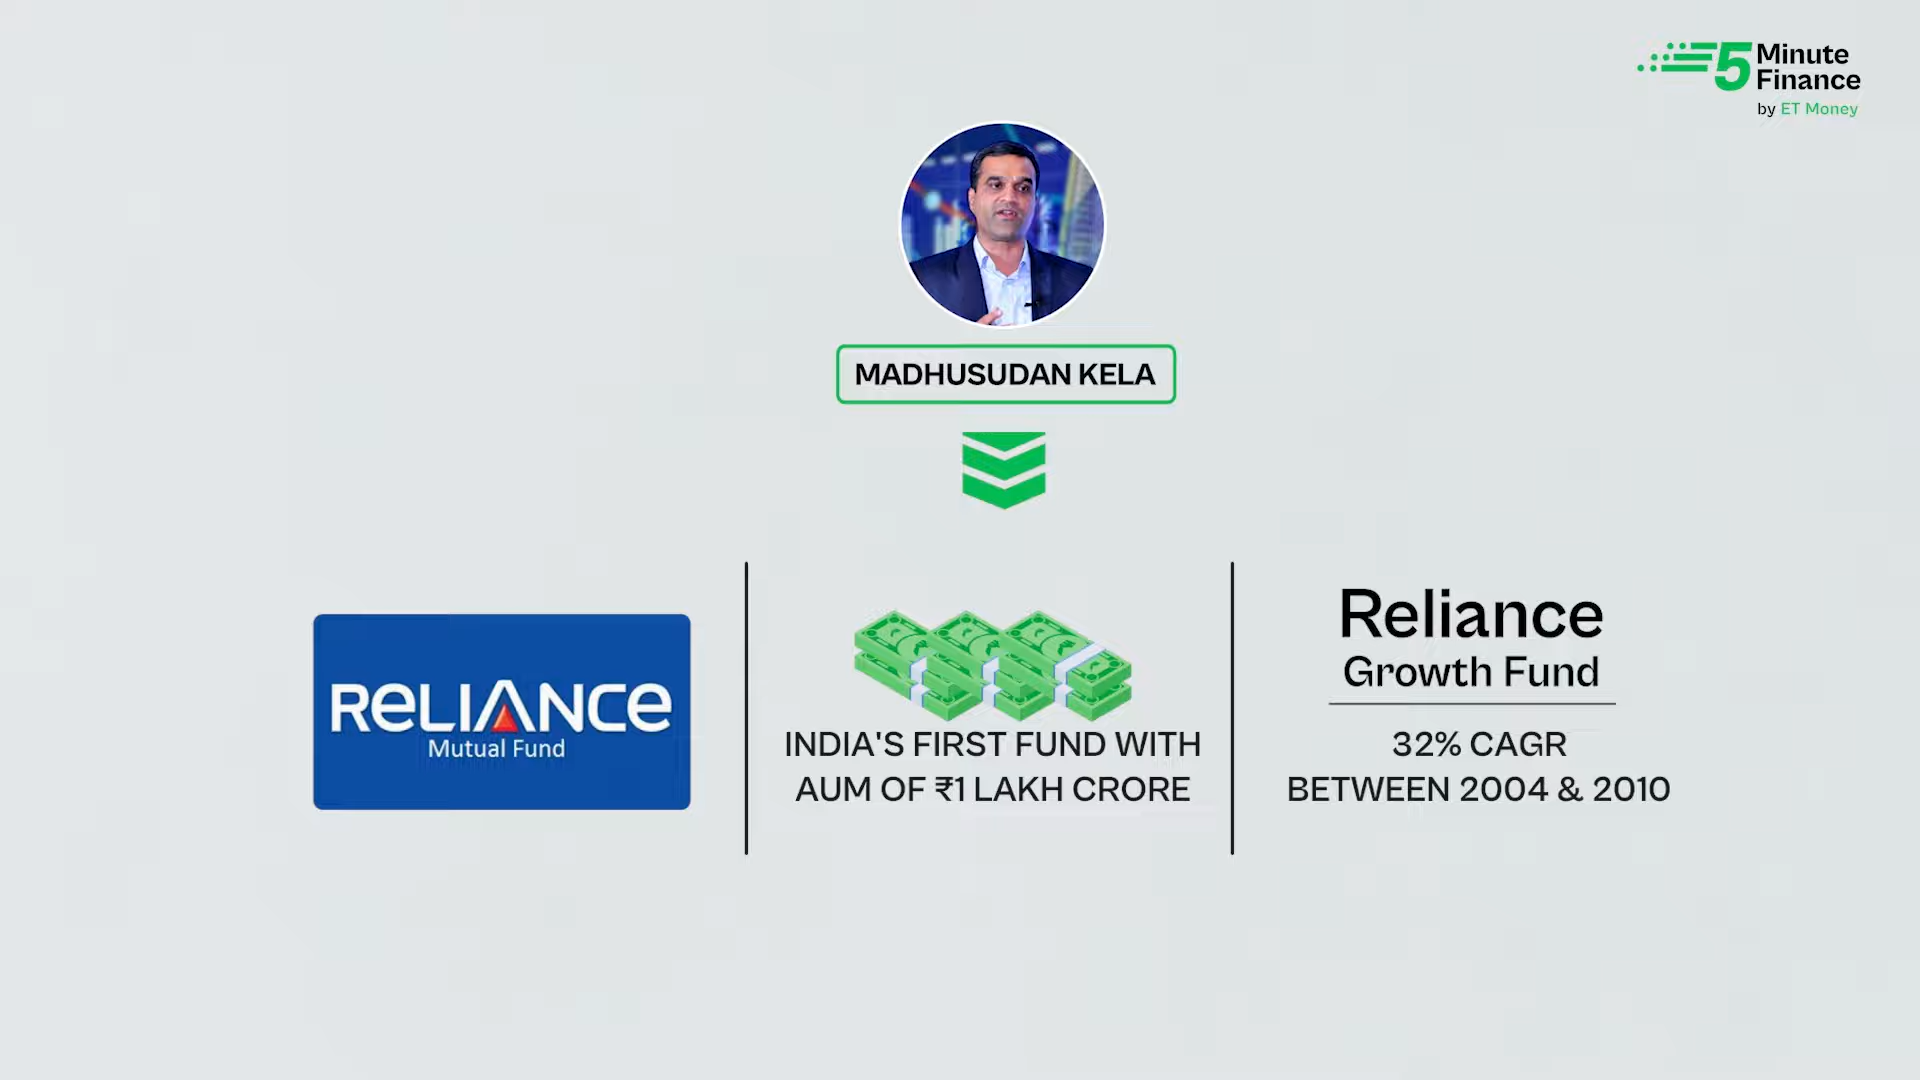 5 Minute
Finance
by ET Money
MADHUSUDAN KELA
RELIANCE
Mutual Fund
INDIA'S FIRST FUND WITH
AUM OF ₹1 LAKH CRORE
Reliance
Growth Fund
32% CAGR
BETWEEN 2004 & 2010